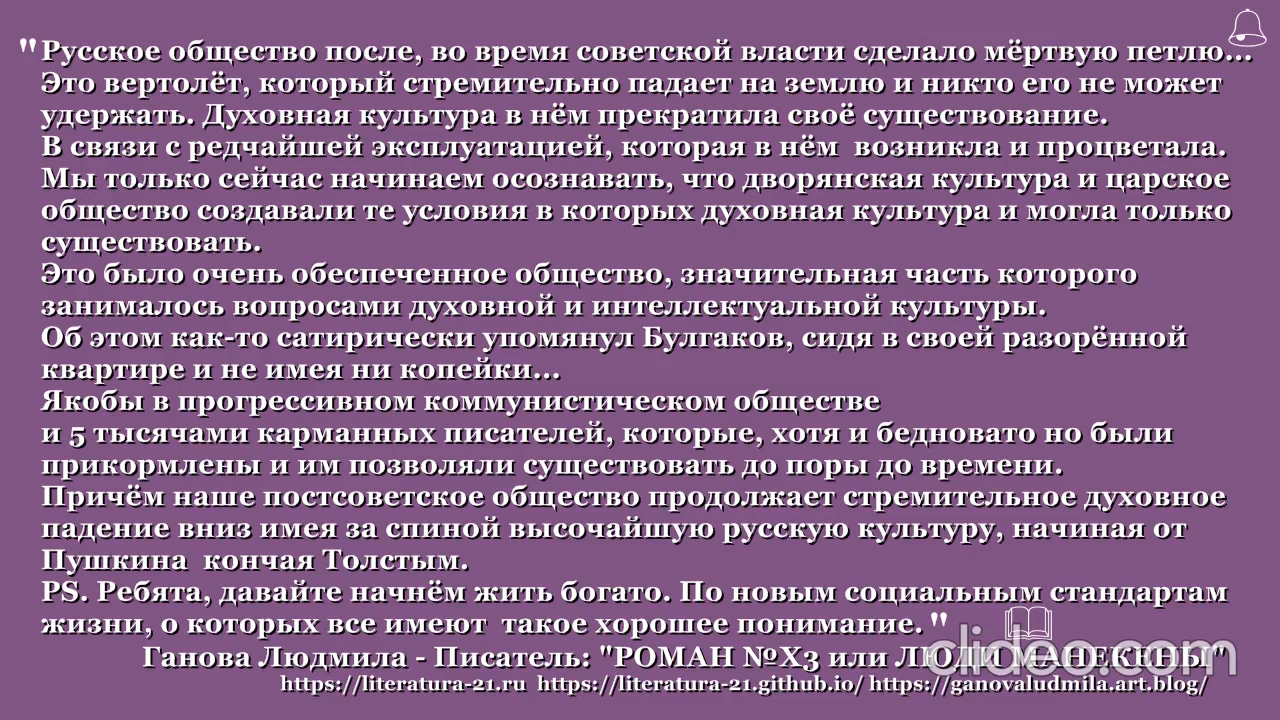 "Русское общество после, во время советской власти сделало мёртвую петлю...
Это вертолёт, который стремительно падает на землю и никто его не может
удержать. Духовная культура в нём прекратила своё существование.
В связи с редчайшей эксплуатацией, которая в нём  возникла и процветала.
Мы только сейчас начинаем осознавать, что дворянская культура и царское
общество создавали те условия в которых духовная культура и могла только
существовать.
Это было очень обеспеченное общество, значительная часть которого
занималось вопросами духовной и интеллектуальной культуры.
Об этом как-то сатирически упомянул Булгаков, сидя в своей разорённой
квартире и не имея ни копейки...
Якобы в прогрессивном коммунистическом обществе
и 5 тысячами карманных писателей, которые, хотя и бедновато но были
прикормлены и им позволяли существовать до поры до времени.
Причём наше постсоветское общество продолжает стремительное духовное
падение вниз имея за спиной высочайшую русскую культуру, начиная от
Пушкина  кончая Толстым.
PS. Ребята, давайте начнём жить богато. По новым социальным стандартам
жизни, о которых все имеют  такое хорошее понимание."
Ганова Людмила - Писатель: "РОМАН №Х3 или ЛЮДИ МАНЕКЕНЫ"
clideo.com
https://literatura-21.ru  https://literatura-21.github.io/ https://ganovaludmila.art.blog/